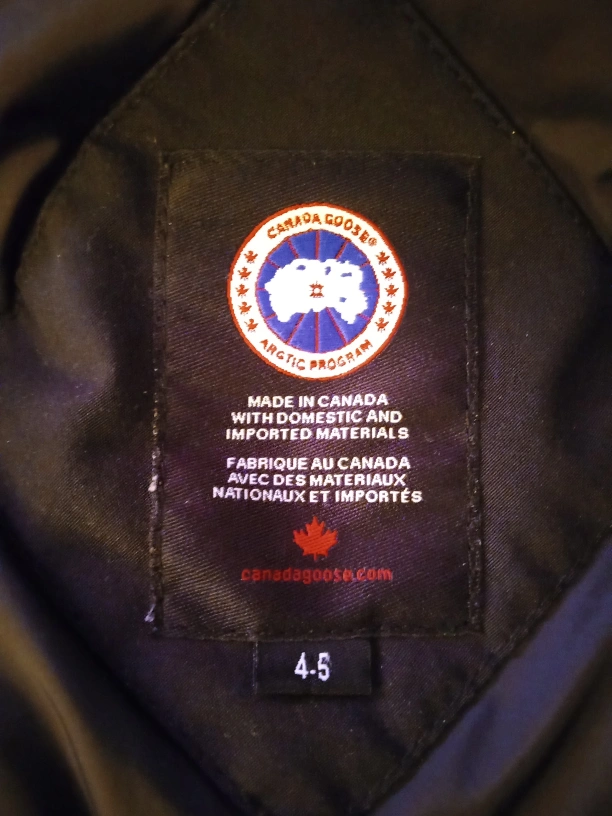 CANADA GOOSE®
ARCTIC PROGRAM
MADE IN CANADA
WITH DOMESTIC AND
IMPORTED MATERIALS
FABRIQUE AU CANADA
AVEC DES MATERIAUX
NATIONAUX ET IMPORTÉS
canadagoose.com
4-5